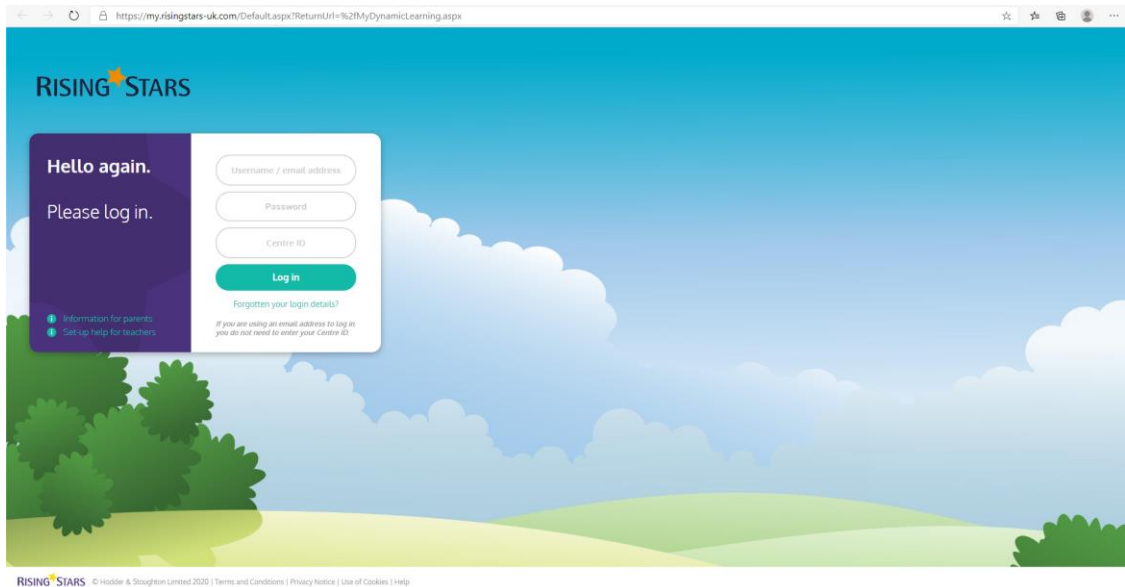 https://my.risingstars-uk.com/Default.aspx?ReturnUrl=%2fMyDynamicLearning.aspx
RISING STARS
Hello again.
Please log in.
Information for parents
Set-up help for teachers
Username / email address
Password
Centre ID
Log in
Forgotten your login details?
If you are using an email address to log in
you do not need to enter your Centre ID.
RISING STARS © Hodder & Stoughton Limited 2020 | Terms and Conditions | Privacy Notice | Use of Cookies | Help